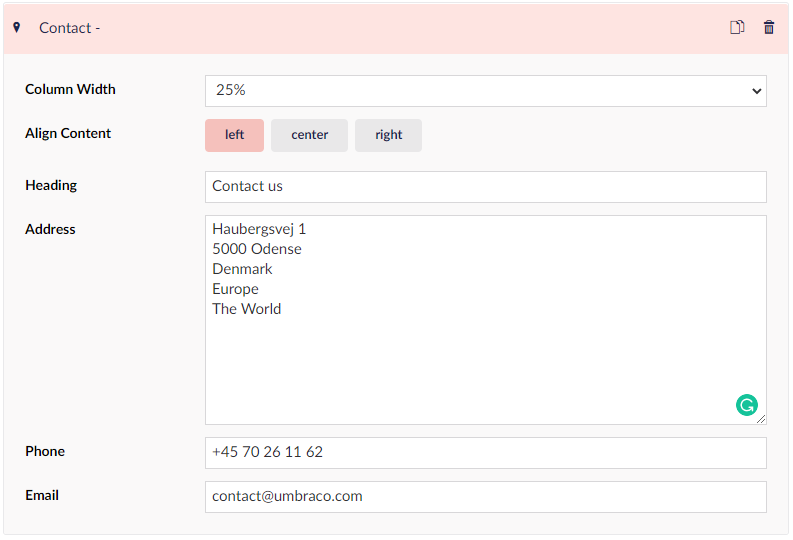 Contact -
Column Width
25%
Align Content
left center right
Heading
Contact us
Address
Haubergsvej 1
5000 Odense
Denmark
Europe
The World
Phone
+45 70 26 11 62
Email
contact@umbraco.com